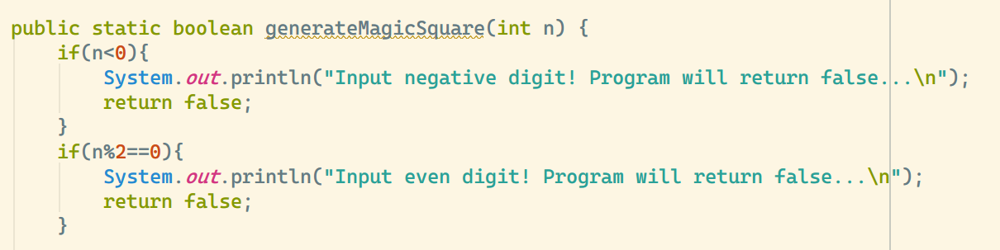 public static boolean generateMagicSquare(int n) {
    if(n<0){
        System.out.println("Input negative digit! Program will return false...\n");
        return false;
    }
    if(n%2==0){
        System.out.println("Input even digit! Program will return false...\n");
        return false;
    }